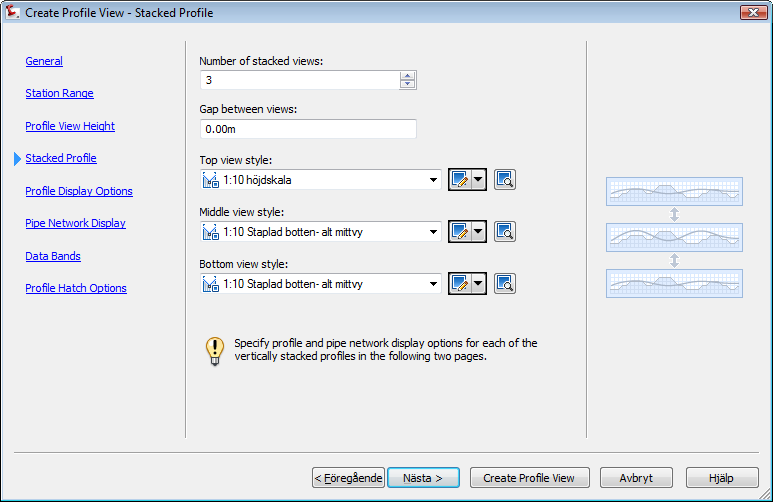 Create Profile View - Stacked Profile
General
Station Range
Profile View Height
Stacked Profile
Profile Display Options
Pipe Network Display
Data Bands
Profile Hatch Options
Number of stacked views:
3
Gap between views:
0.00m
Top view style:
1:10 höjdskala
Middle view style:
1:10 Staplad botten- alt mittvy
Bottom view style:
1:10 Staplad botten- alt mittvy
Specify profile and pipe network display options for each of the
vertically stacked profiles in the following two pages.
< Föregående
Nästa >
Create Profile View
Avbryt
Hjälp